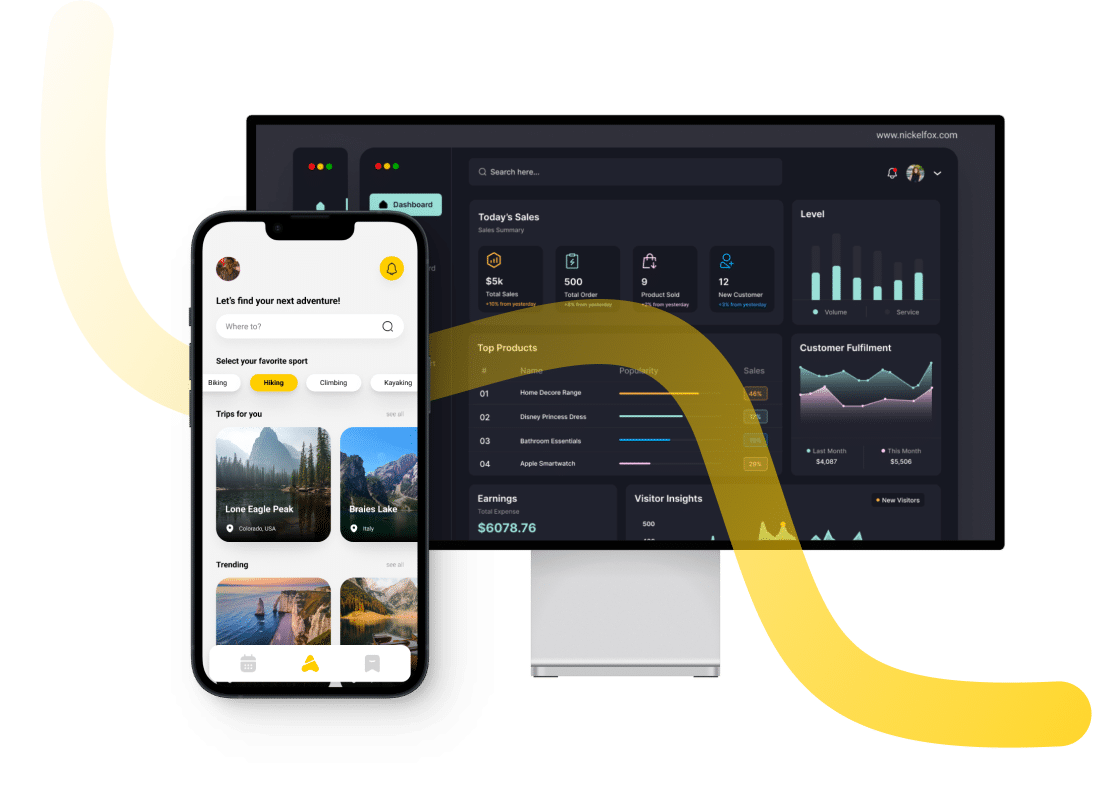 www.nickelfox.com
Search here...
Dashboard
Today's Sales
Sales Summary
$5k
Total Sales
+10% from yesterday
500
Total Order
+8% from yesterday
9
Product Sold
+2% from yesterday
12
New Customer
+3% from yesterday
Level
Volume
Service
Top Products
# Name Popularity Sales
01 Home Decore Range 46%
02 Disney Princess Dress 17%
03 Bathroom Essentials 19%
04 Apple Smartwatch 29%
Customer Fulfilment
Last Month
$4,087
This Month
$5,506
Earnings
Total Expense
$6078.76
Visitor Insights
New Visitors
500
Let's find your next adventure!
Where to?
Select your favorite sport
Biking Hiking Climbing Kayaking
Trips for you see all
Lone Eagle Peak
Colorado, USA
Braies Lake
Italy
Trending see all